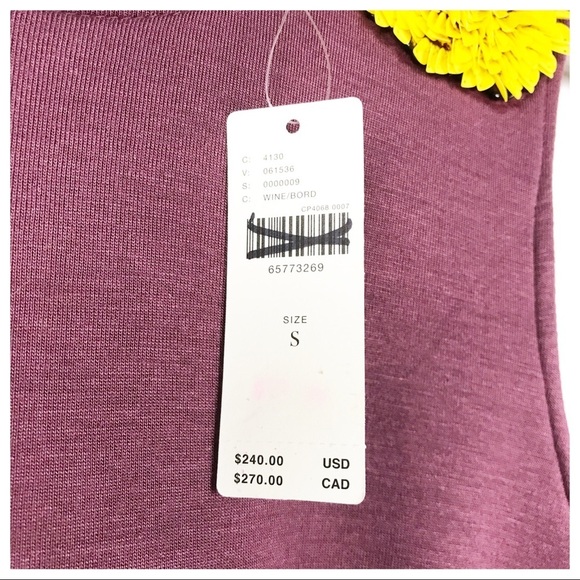 C: 4130
V: 061536
S: 0000009
C: WINE/BORD
CP4068.0007
65773269
SIZE
S
$240.00 USD
$270.00 CAD